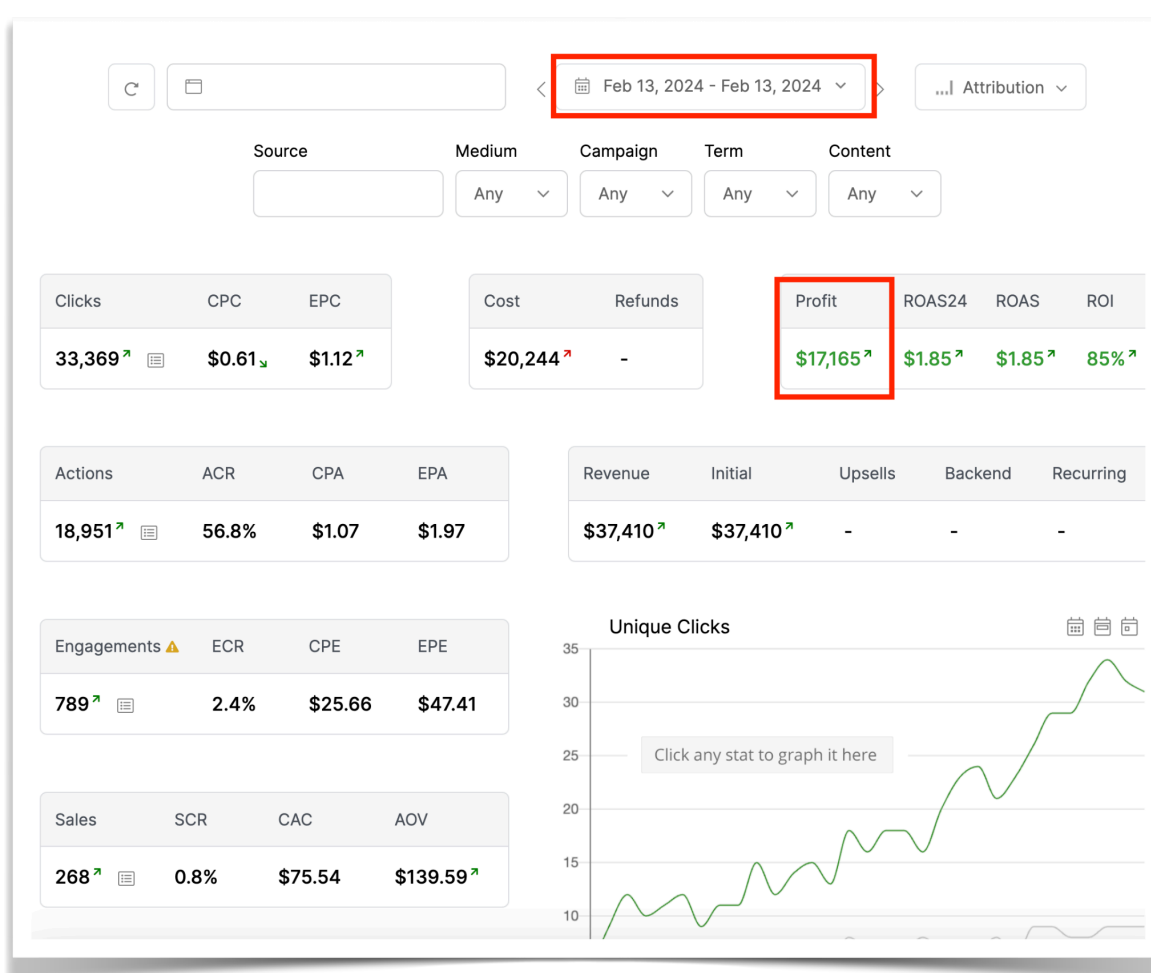 Feb 13, 2024 - Feb 13, 2024
Attribution
Source Medium Campaign Term Content
Any Any Any Any
Clicks CPC EPC
33,369 $0.61 $1.12
Cost Refunds
$20,244 -
Profit ROAS24 ROAS ROI
$17,165 $1.85 $1.85 85%
Actions ACR CPA EPA
18,951 56.8% $1.07 $1.97
Revenue Initial Upsells Backend Recurring
$37,410 $37,410 - - -
Engagements ECR CPE EPE
789 2.4% $25.66 $47.41
Sales SCR CAC AOV
268 0.8% $75.54 $139.59
Unique Clicks
35
30
25
Click any stat to graph it here
20
15
10